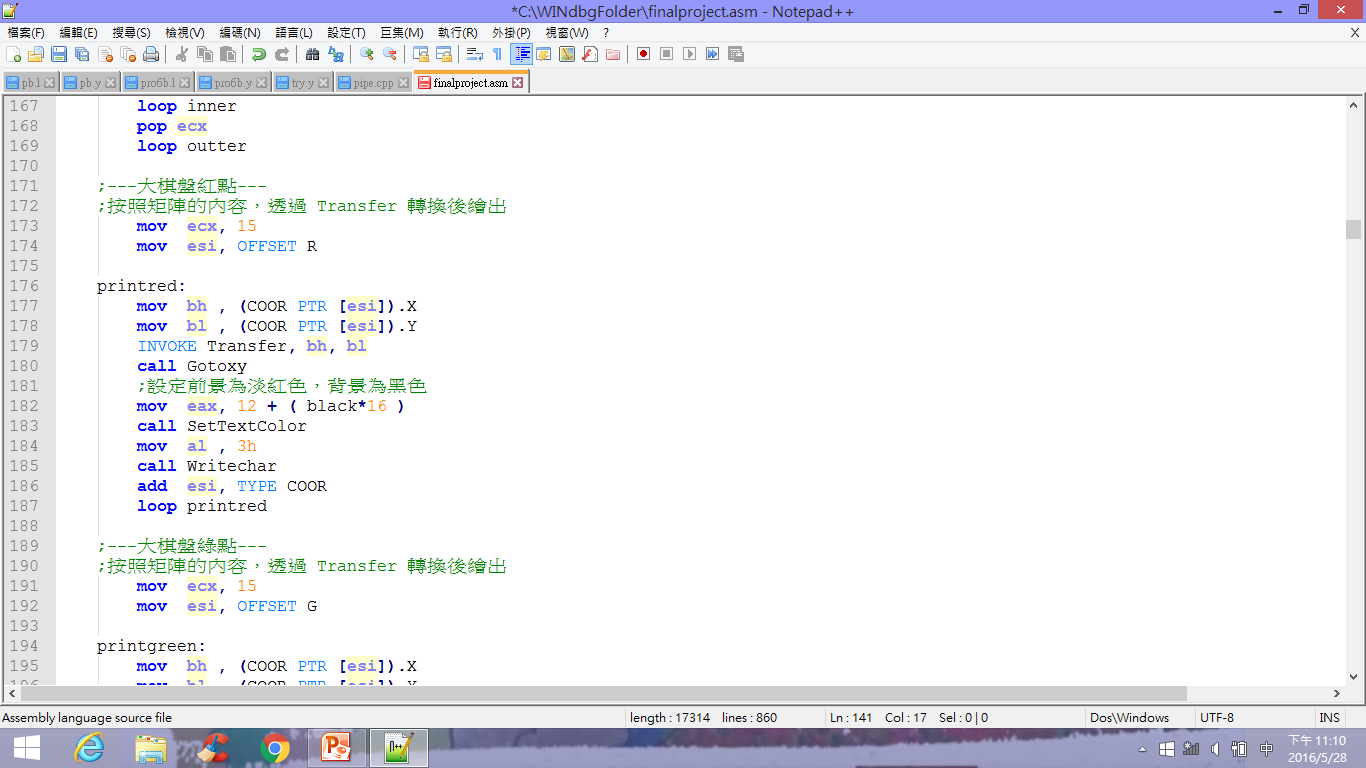 *C:\WINdbgFolder\finalproject.asm - Notepad++
檔案(F) 編輯(E) 搜尋(S) 檢視(V) 編碼(N) 語言(L) 設定(T) 巨集(M) 執行(R) 外掛(P) 視窗(W) ? X
pb.l pb.y pro6b.l pro6b.y try.y pipe.cpp finalproject.asm
167 loop inner
168 pop ecx
169 loop outter
170
171 ;---大棋盤紅點---
172 ;按照矩陣的內容，透過 Transfer 轉換後繪出
173 mov ecx, 15
174 mov esi, OFFSET R
175
176 printred:
177 mov bh , (COOR PTR [esi]).X
178 mov bl , (COOR PTR [esi]).Y
179 INVOKE Transfer, bh, bl
180 call Gotoxy
181 ;設定前景為淡紅色，背景為黑色
182 mov eax, 12 + ( black*16 )
183 call SetTextColor
184 mov al , 3h
185 call Writechar
186 add esi, TYPE COOR
187 loop printred
188
189 ;---大棋盤綠點---
190 ;按照矩陣的內容，透過 Transfer 轉換後繪出
191 mov ecx, 15
192 mov esi, OFFSET G
193
194 printgreen:
195 mov bh , (COOR PTR [esi]).X
196 mov bl , (COOR PTR [esi]).Y
Assembly language source file length : 17314 lines : 860 Ln : 141 Col : 17 Sel : 0 | 0 Dos\Windows UTF-8 INS
中 下午 11:10
2016/5/28